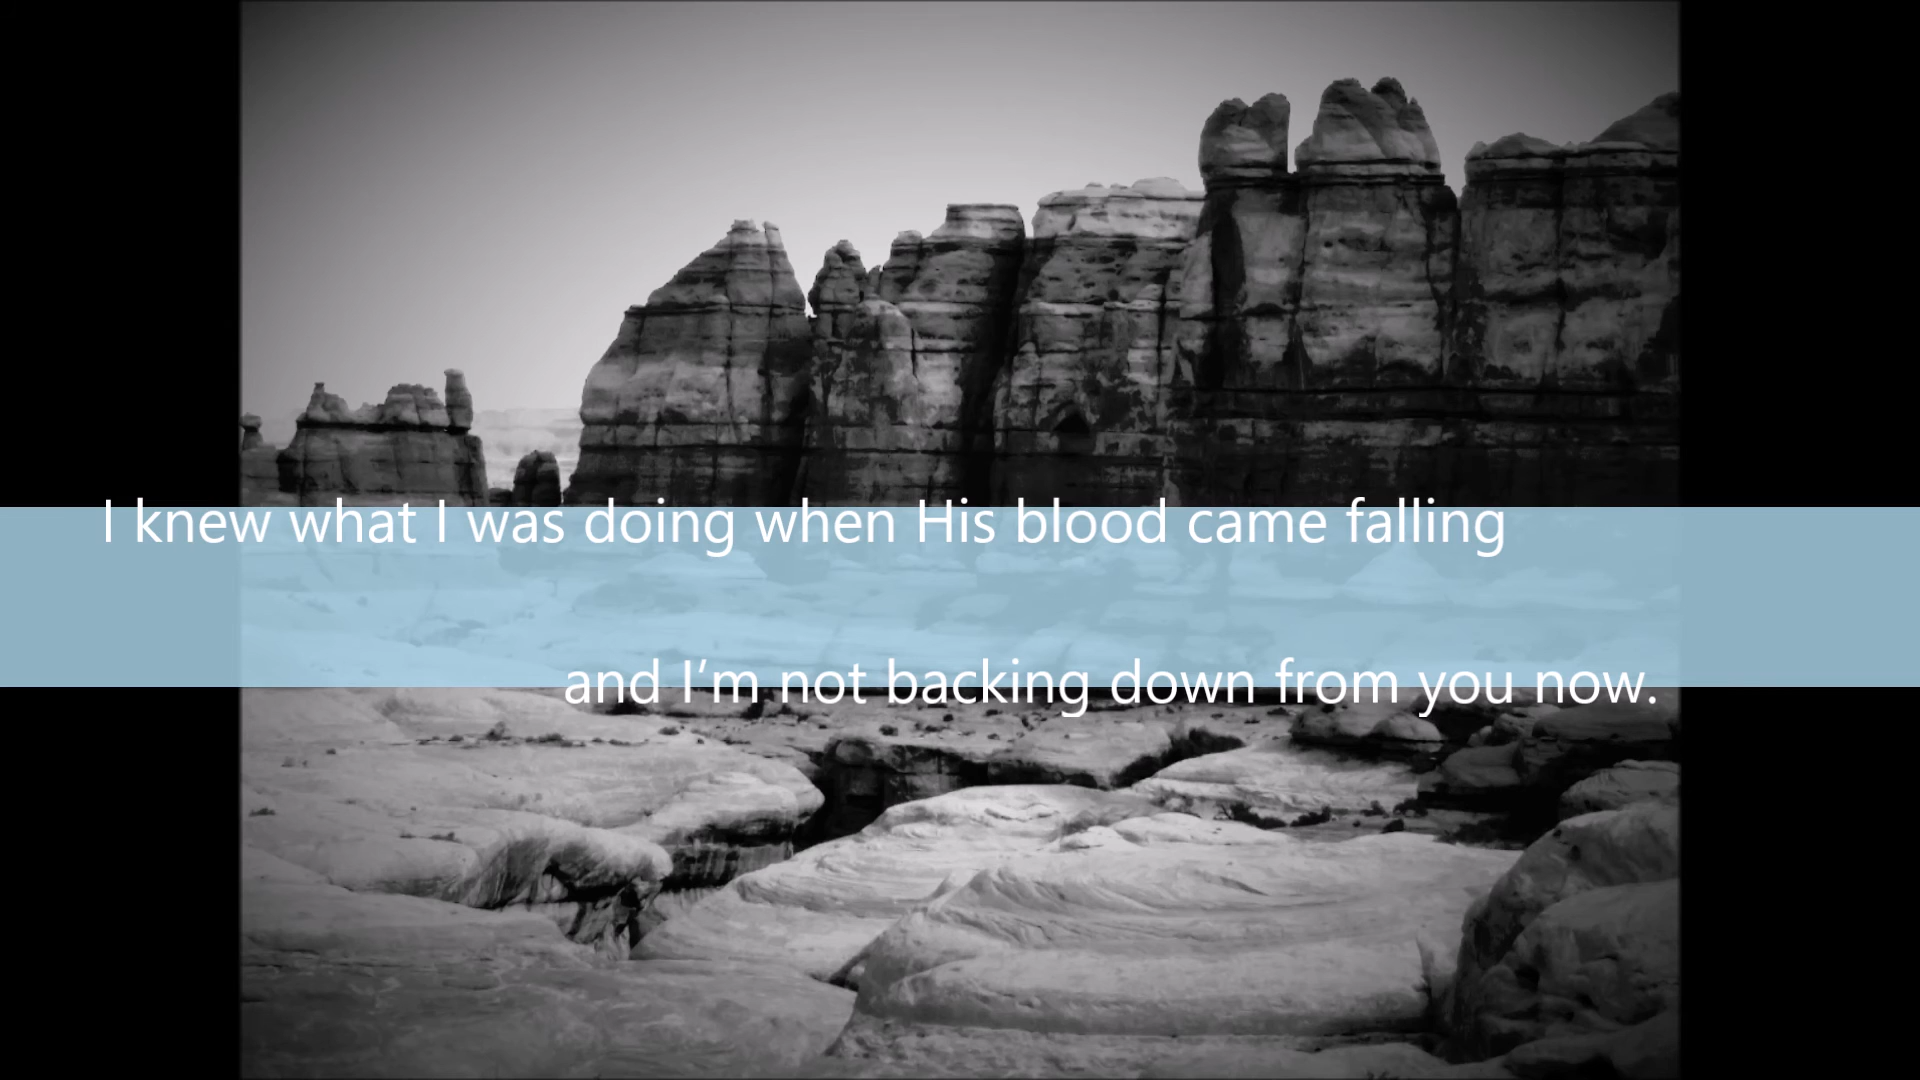 I knew what I was doing when His blood came falling
and I’m not backing down from you now.